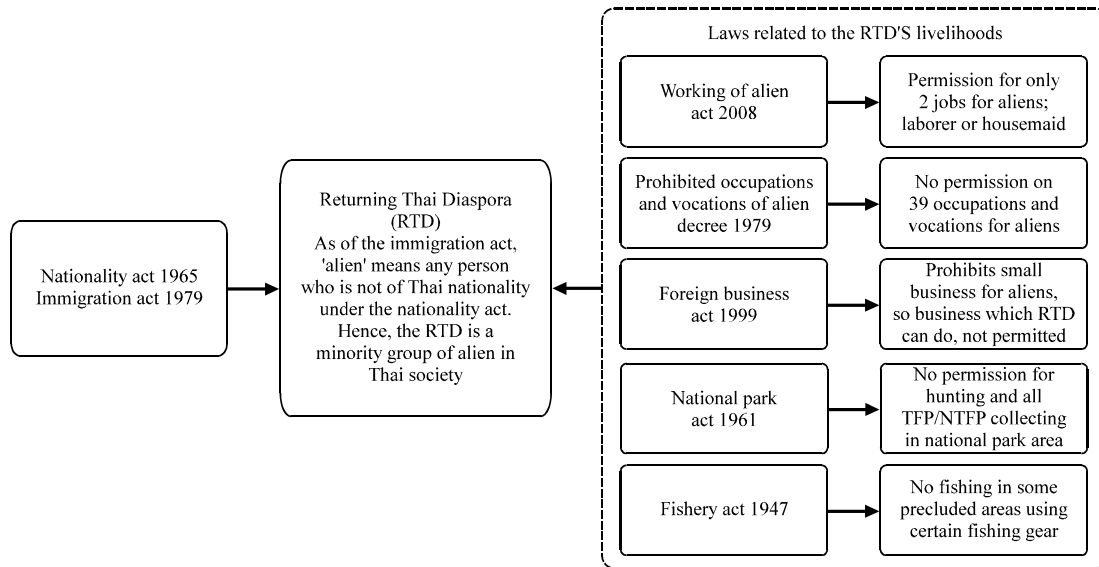 Laws related to the RTD'S livelihoods
Working of alien
act 2008
Permission for only
2 jobs for aliens;
laborer or housemaid
Prohibited occupations
and vocations of alien
decree 1979
No permission on
39 occupations and
vocations for aliens
Nationality act 1965
Immigration act 1979
Returning Thai Diaspora
(RTD)
As of the immigration act,
'alien' means any person
who is not of Thai nationality
under the nationality act.
Hence, the RTD is a
minority group of alien in
Thai society
Foreign business
act 1999
Prohibits small
business for aliens,
so business which RTD
can do, not permitted
National park
act 1961
No permission for
hunting and all
TFP/NTFP collecting
in national park area
Fishery act 1947
No fishing in some
precluded areas using
certain fishing gear